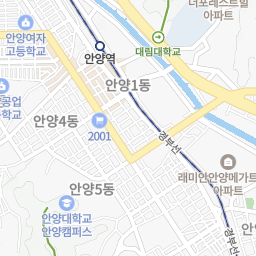 더포레스트힐
아파트
안양여자
고등학교
안양역
대림대학교
안양1동
공업
학교
안양4동
2001
경부선
래미안안양메가트
아파트
안양5동
안양대학교
안양캠퍼스
경부선